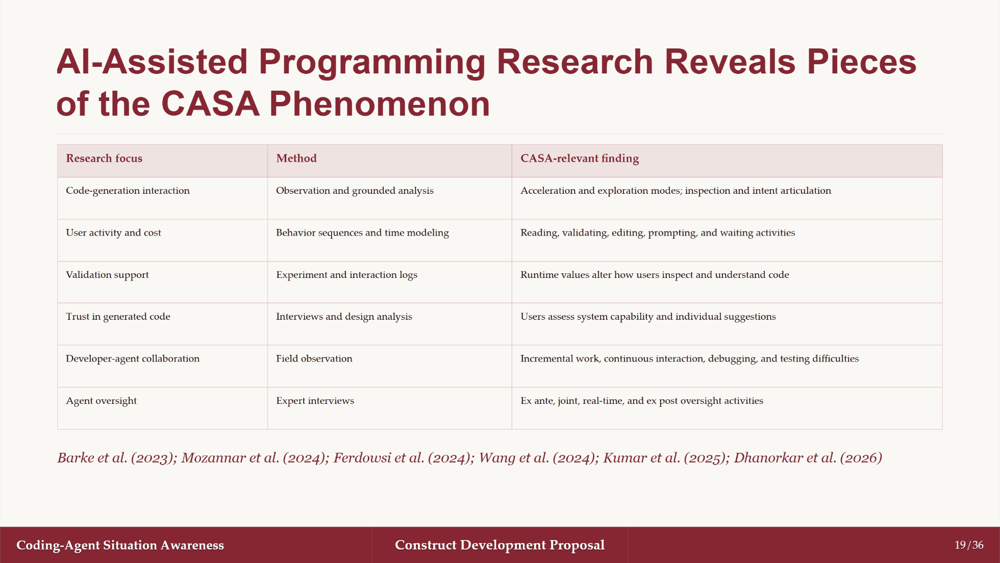 AI-Assisted Programming Research Reveals Pieces
of the CASA Phenomenon
Research focus Method CASA-relevant finding
Code-generation interaction Observation and grounded analysis Acceleration and exploration modes; inspection and intent articulation
User activity and cost Behavior sequences and time modeling Reading, validating, editing, prompting, and waiting activities
Validation support Experiment and interaction logs Runtime values alter how users inspect and understand code
Trust in generated code Interviews and design analysis Users assess system capability and individual suggestions
Developer-agent collaboration Field observation Incremental work, continuous interaction, debugging, and testing difficulties
Agent oversight Expert interviews Ex ante, joint, real-time, and ex post oversight activities
Barke et al. (2023); Mozannar et al. (2024); Ferdowsi et al. (2024); Wang et al. (2024); Kumar et al. (2025); Dhanorkar et al. (2026)
Coding-Agent Situation Awareness Construct Development Proposal 19/36